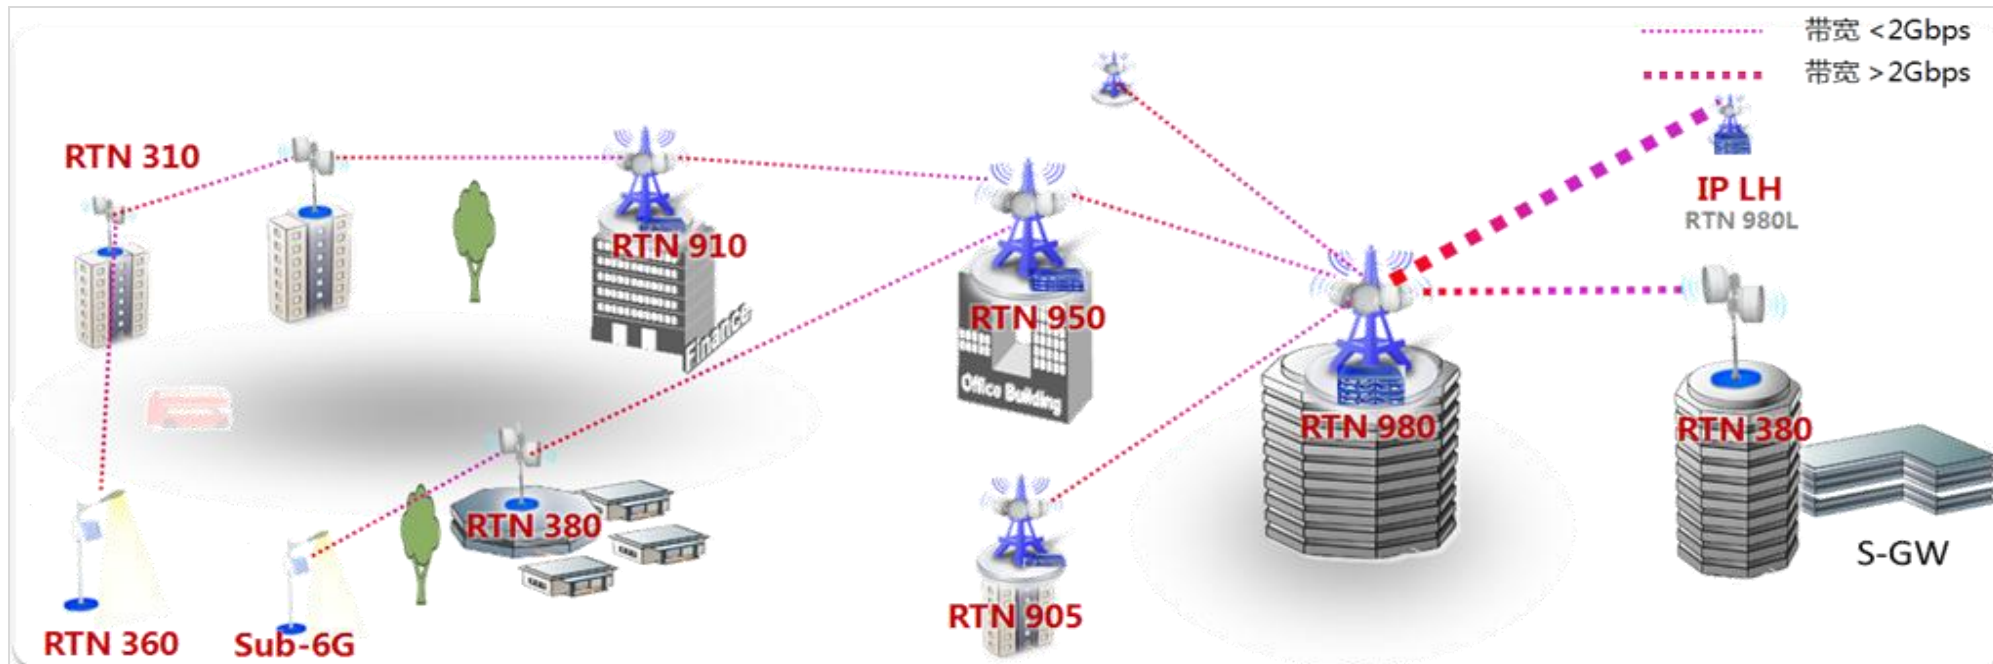 带宽 <2Gbps
带宽 >2Gbps
RTN 310
IP LH
RTN 980L
RTN 910
RTN 950
Finance
Office Building
RTN 980
RTN 380
RTN 380
S-GW
RTN 905
RTN 360
Sub-6G